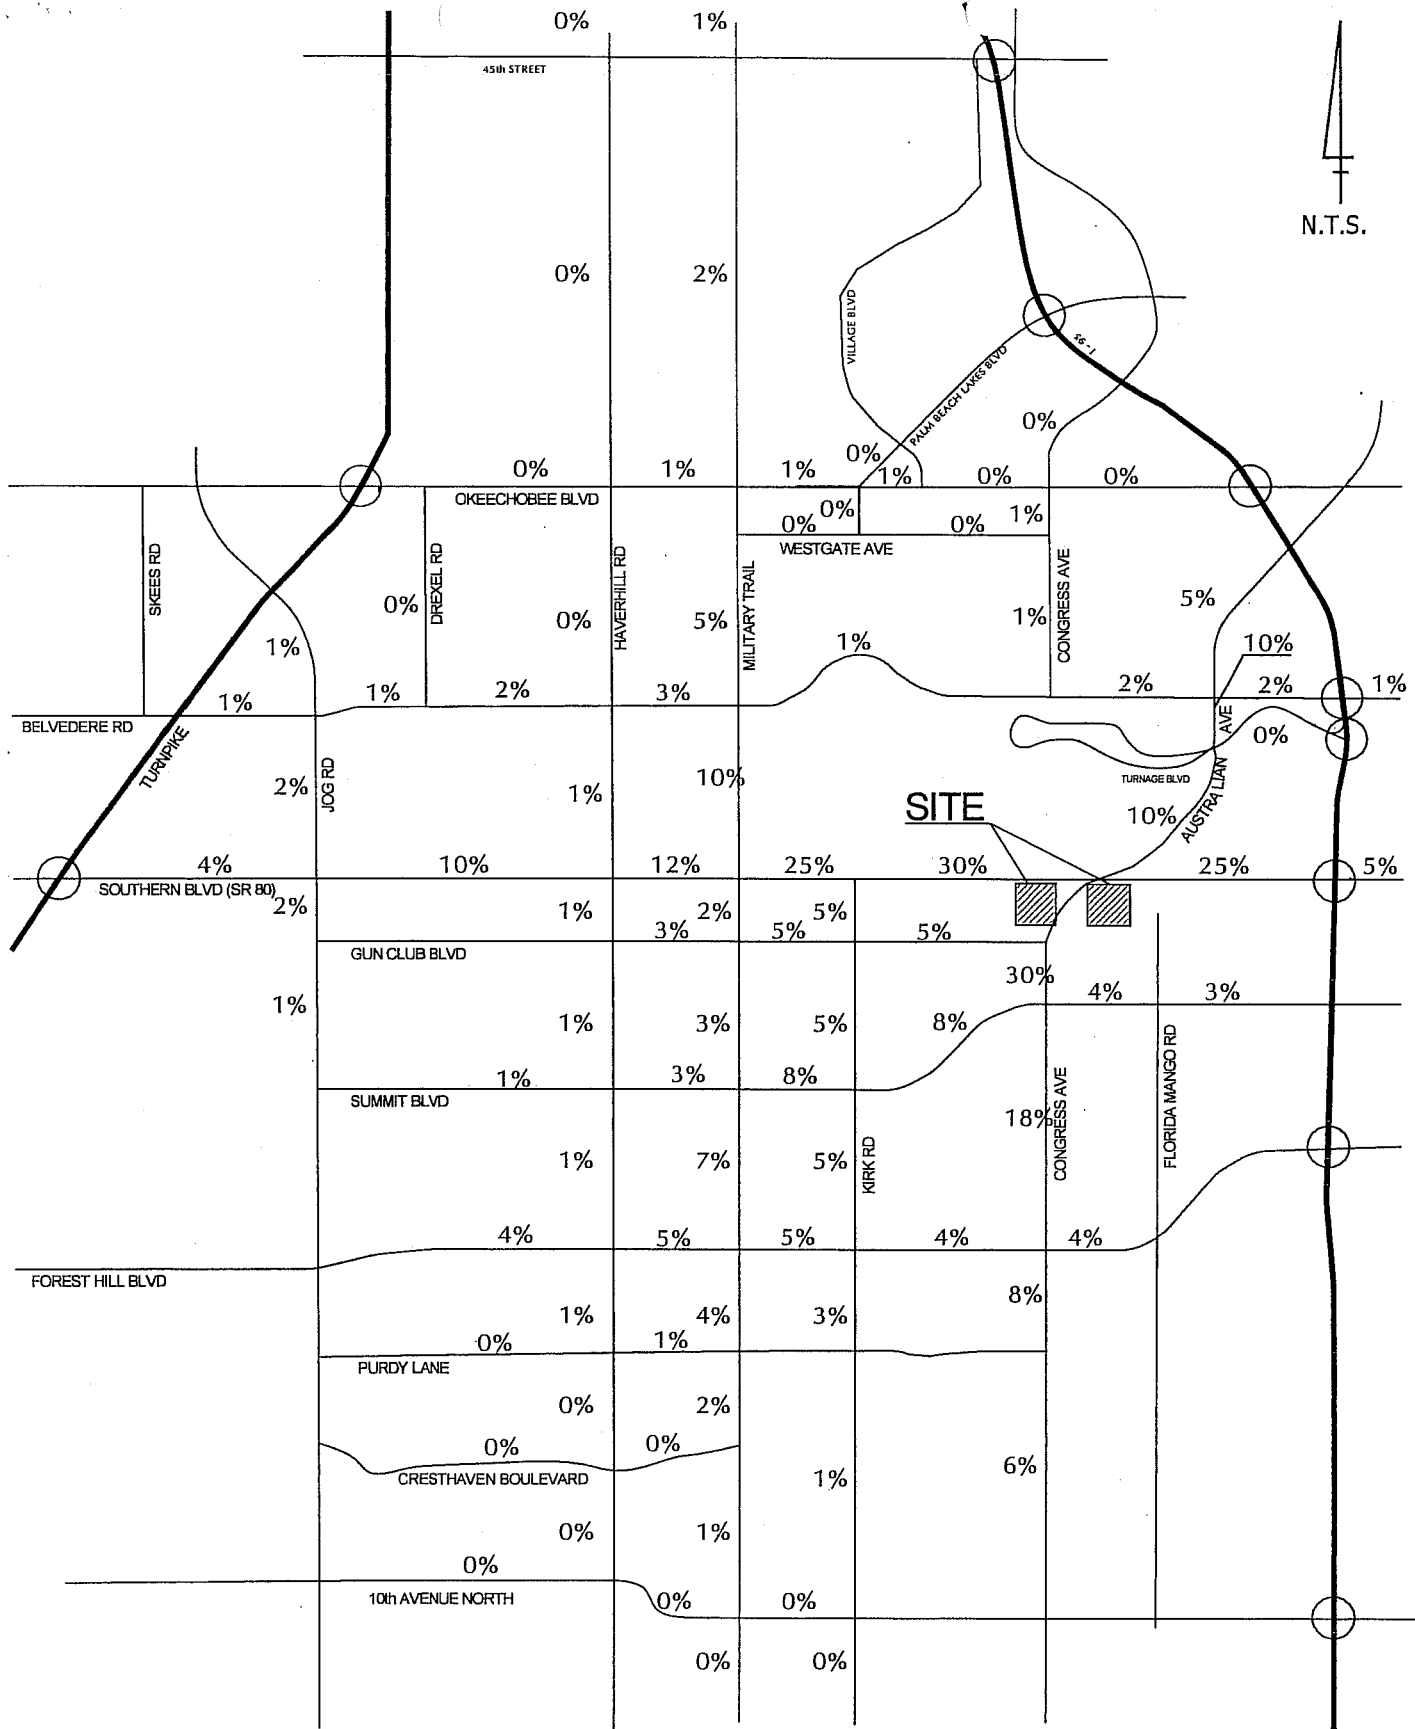 0% 1%
45th STREET
N.T.S.
0% 2%
VILLAGE BLVD
I-95
PALM BEACH LAKES BLVD
0%
0% 1% 1% 0% 1% 0% 0%
OKEECHOBEE BLVD
0% 0% 0% 1%
WESTGATE AVE
SKEES RD
DREXEL RD
HAVERHILL RD
MILITARY TRAIL
CONGRESS AVE
0% 0% 5% 1% 5%
1% 1% 10%
1% 1% 2% 3% 2% 2% 1%
BELVEDERE RD
TURNPIKE
JOG RD
AUSTRALIAN AVE
0%
TURNAGE BLVD
2% 1% 10% 10%
SITE
4% 10% 12% 25% 30% 25% 5%
SOUTHERN BLVD (SR 80)
2% 1% 2% 5%
3% 5% 5%
GUN CLUB BLVD
30%
1% 4% 3%
1% 3% 5% 8%
1% 3% 8%
SUMMIT BLVD
18%
CONGRESS AVE
FLORIDA MANGO RD
KIRK RD
1% 7% 5%
4% 5% 5% 4% 4%
FOREST HILL BLVD
8%
1% 4% 3%
0% 1%
PURDY LANE
0% 2%
0% 0%
CRESTHAVEN BOULEVARD
1% 6%
0% 1%
0%
10th AVENUE NORTH
0% 0%
0% 0%